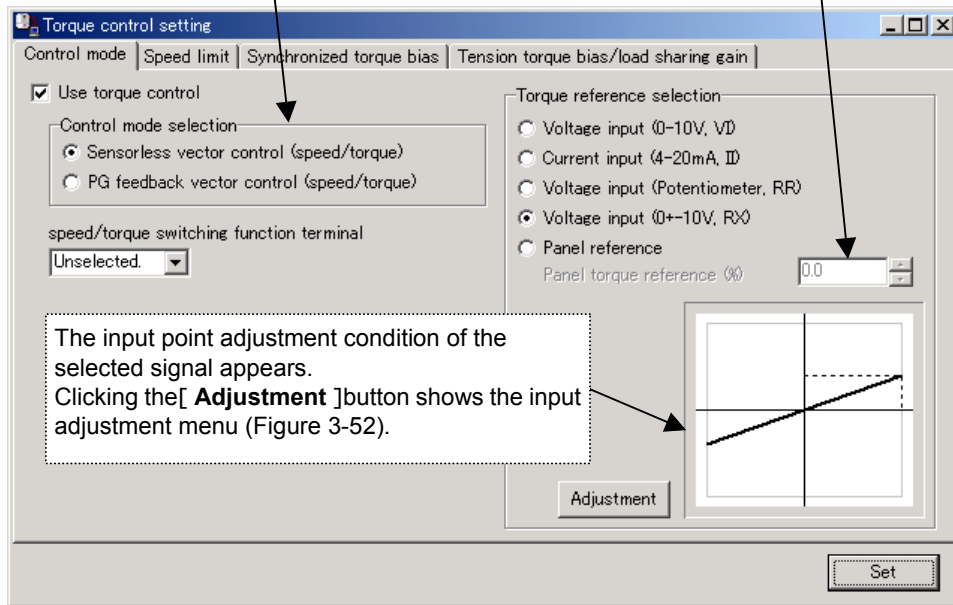 Torque control setting
Control mode
Speed limit
Synchronized torque bias
Tension torque bias/load sharing gain
Use torque control
Control mode selection
Sensorless vector control (speed/torque)
PG feedback vector control (speed/torque)
speed/torque switching function terminal
Unselected.
Torque reference selection
Voltage input (0-10V, VI)
Current input (4-20mA, II)
Voltage input (Potentiometer, RR)
Voltage input (0+-10V, RX)
Panel reference
Panel torque reference (%)
0.0
The input point adjustment condition of the
selected signal appears.
Clicking the[ Adjustment ]button shows the input
adjustment menu (Figure 3-52).
Adjustment
Set